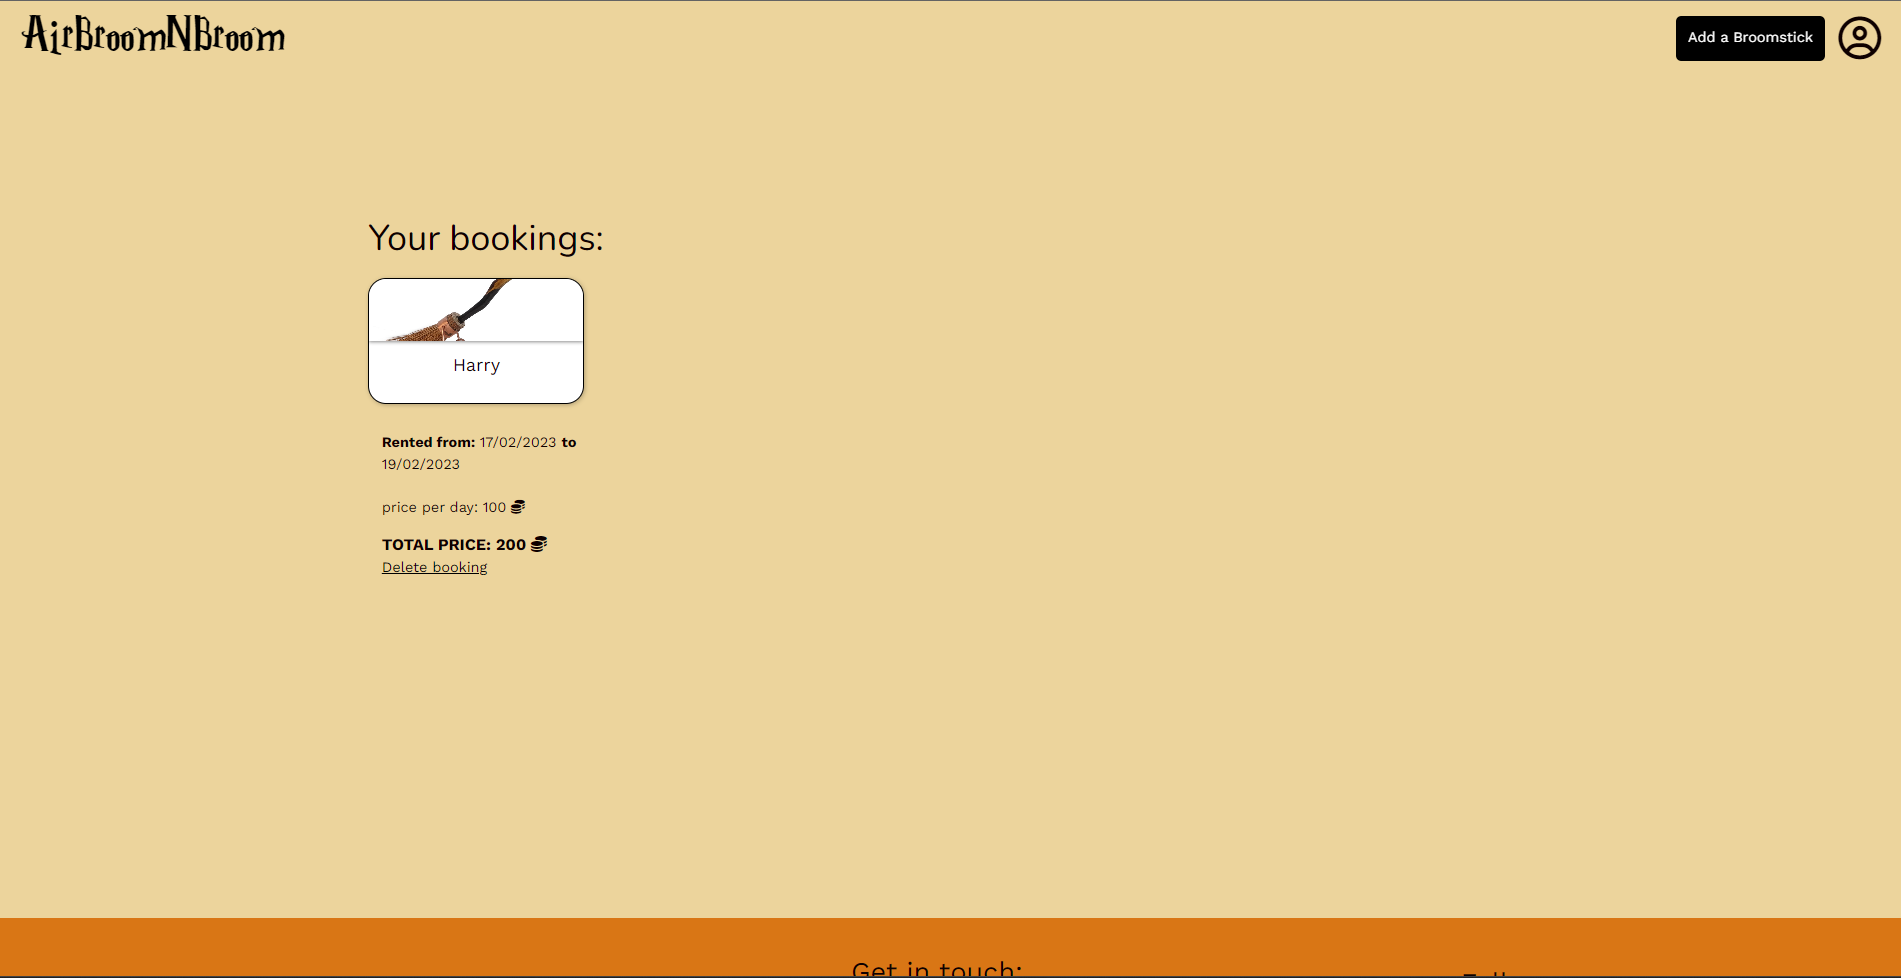 AirBroomNBroom
Add a Broomstick
Your bookings:
Harry
Rented from: 17/02/2023 to
19/02/2023
price per day: 100
TOTAL PRICE: 200
Delete booking
Get in touch: